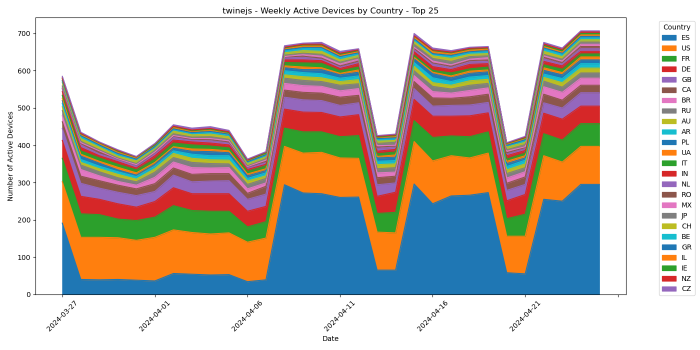 twinejs - Weekly Active Devices by Country - Top 25
Country
ES
US
FR
DE
GB
CA
BR
RU
AU
AR
PL
UA
IT
IN
NL
RO
MX
JP
CH
BE
GR
IL
IE
NZ
CZ
Number of Active Devices
700
600
500
400
300
200
100
0
2024-03-27
2024-04-01
2024-04-06
2024-04-11
2024-04-16
2024-04-21
Date